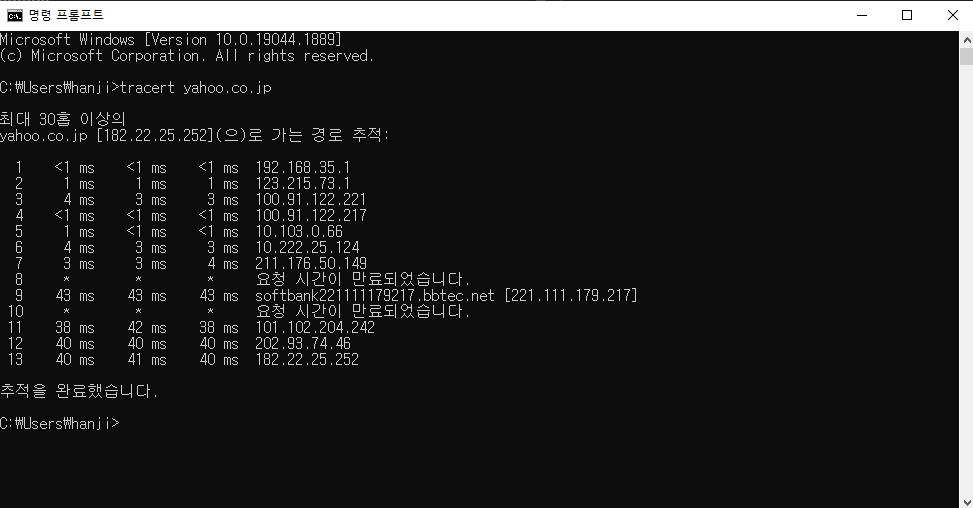 명령 프롬프트
Microsoft Windows [Version 10.0.19044.1889]
(c) Microsoft Corporation. All rights reserved.
C:₩Users₩hanji>tracert yahoo.co.jp
최대 30홉 이상의
yahoo.co.jp [182.22.25.252](으)로 가는 경로 추적:
1 <1 ms <1 ms <1 ms 192.168.35.1
2 1 ms 1 ms 1 ms 123.215.73.1
3 4 ms 3 ms 3 ms 100.91.122.221
4 <1 ms <1 ms <1 ms 100.91.122.217
5 1 ms <1 ms <1 ms 10.103.0.66
6 4 ms 3 ms 3 ms 10.222.25.124
7 3 ms 3 ms 4 ms 211.176.50.149
8 * * * 요청 시간이 만료되었습니다.
9 43 ms 43 ms 43 ms softbank221111179217.bbtec.net [221.111.179.217]
10 * * * 요청 시간이 만료되었습니다.
11 38 ms 42 ms 38 ms 101.102.204.242
12 40 ms 40 ms 40 ms 202.93.74.46
13 40 ms 41 ms 40 ms 182.22.25.252
추적을 완료했습니다.
C:₩Users₩hanji>